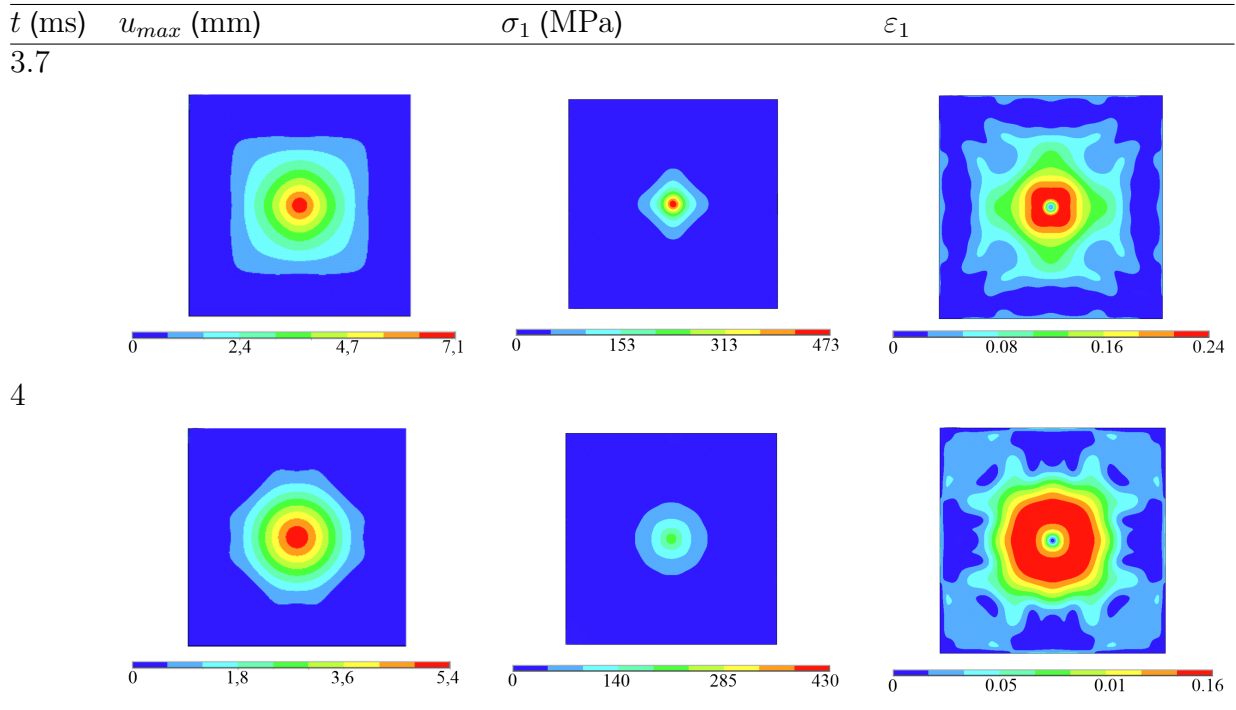 t (ms) u_max (mm) σ₁ (MPa) ε₁
3.7
0 2,4 4,7 7,1
0 153 313 473
0 0.08 0.16 0.24
4
0 1,8 3,6 5,4
0 140 285 430
0 0.05 0.01 0.16